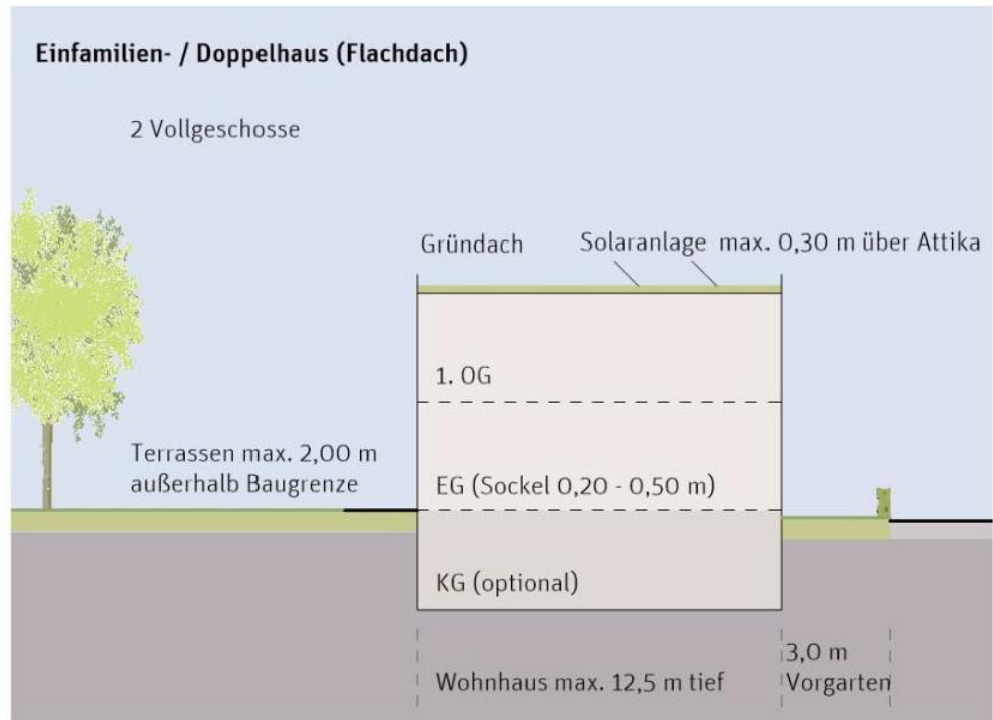 Einfamilien- / Doppelhaus (Flachdach)
2 Vollgeschosse
Gründach
Solaranlage max. 0,30 m über Attika
1. OG
Terrassen max. 2,00 m
außerhalb Baugrenze
EG (Sockel 0,20 - 0,50 m)
KG (optional)
Wohnhaus max. 12,5 m tief
3,0 m
Vorgarten